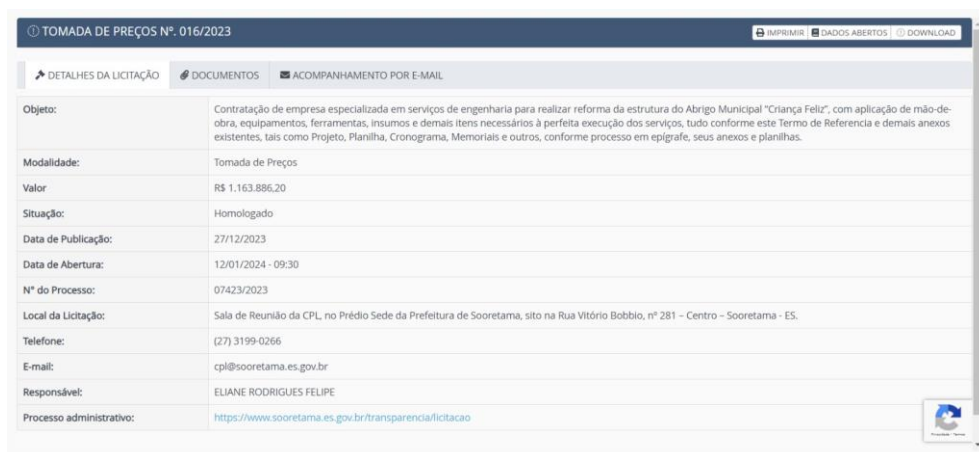 TOMADA DE PREÇOS Nº. 016/2023
IMPRIMIR DADOS ABERTOS DOWNLOAD
DETALHES DA LICITAÇÃO DOCUMENTOS ACOMPANHAMENTO POR E-MAIL
Objeto: Contratação de empresa especializada em serviços de engenharia para realizar reforma da estrutura do Abrigo Municipal "Criança Feliz", com aplicação de mão-de-
obra, equipamentos, ferramentas, insumos e demais itens necessários à perfeita execução dos serviços, tudo conforme este Termo de Referencia e demais anexos
existentes, tais como Projeto, Planilha, Cronograma, Memoriais e outros, conforme processo em epígrafe, seus anexos e planilhas.
Modalidade: Tomada de Preços
Valor R$ 1.163.886,20
Situação: Homologado
Data de Publicação: 27/12/2023
Data de Abertura: 12/01/2024 - 09:30
N° do Processo: 07423/2023
Local da Licitação: Sala de Reunião da CPL, no Prédio Sede da Prefeitura de Sooretama, sito na Rua Vitório Bobbio, nº 281 – Centro – Sooretama - ES.
Telefone: (27) 3199-0266
E-mail: cpl@sooretama.es.gov.br
Responsável: ELIANE RODRIGUES FELIPE
Processo administrativo: https://www.sooretama.es.gov.br/transparencia/licitacao